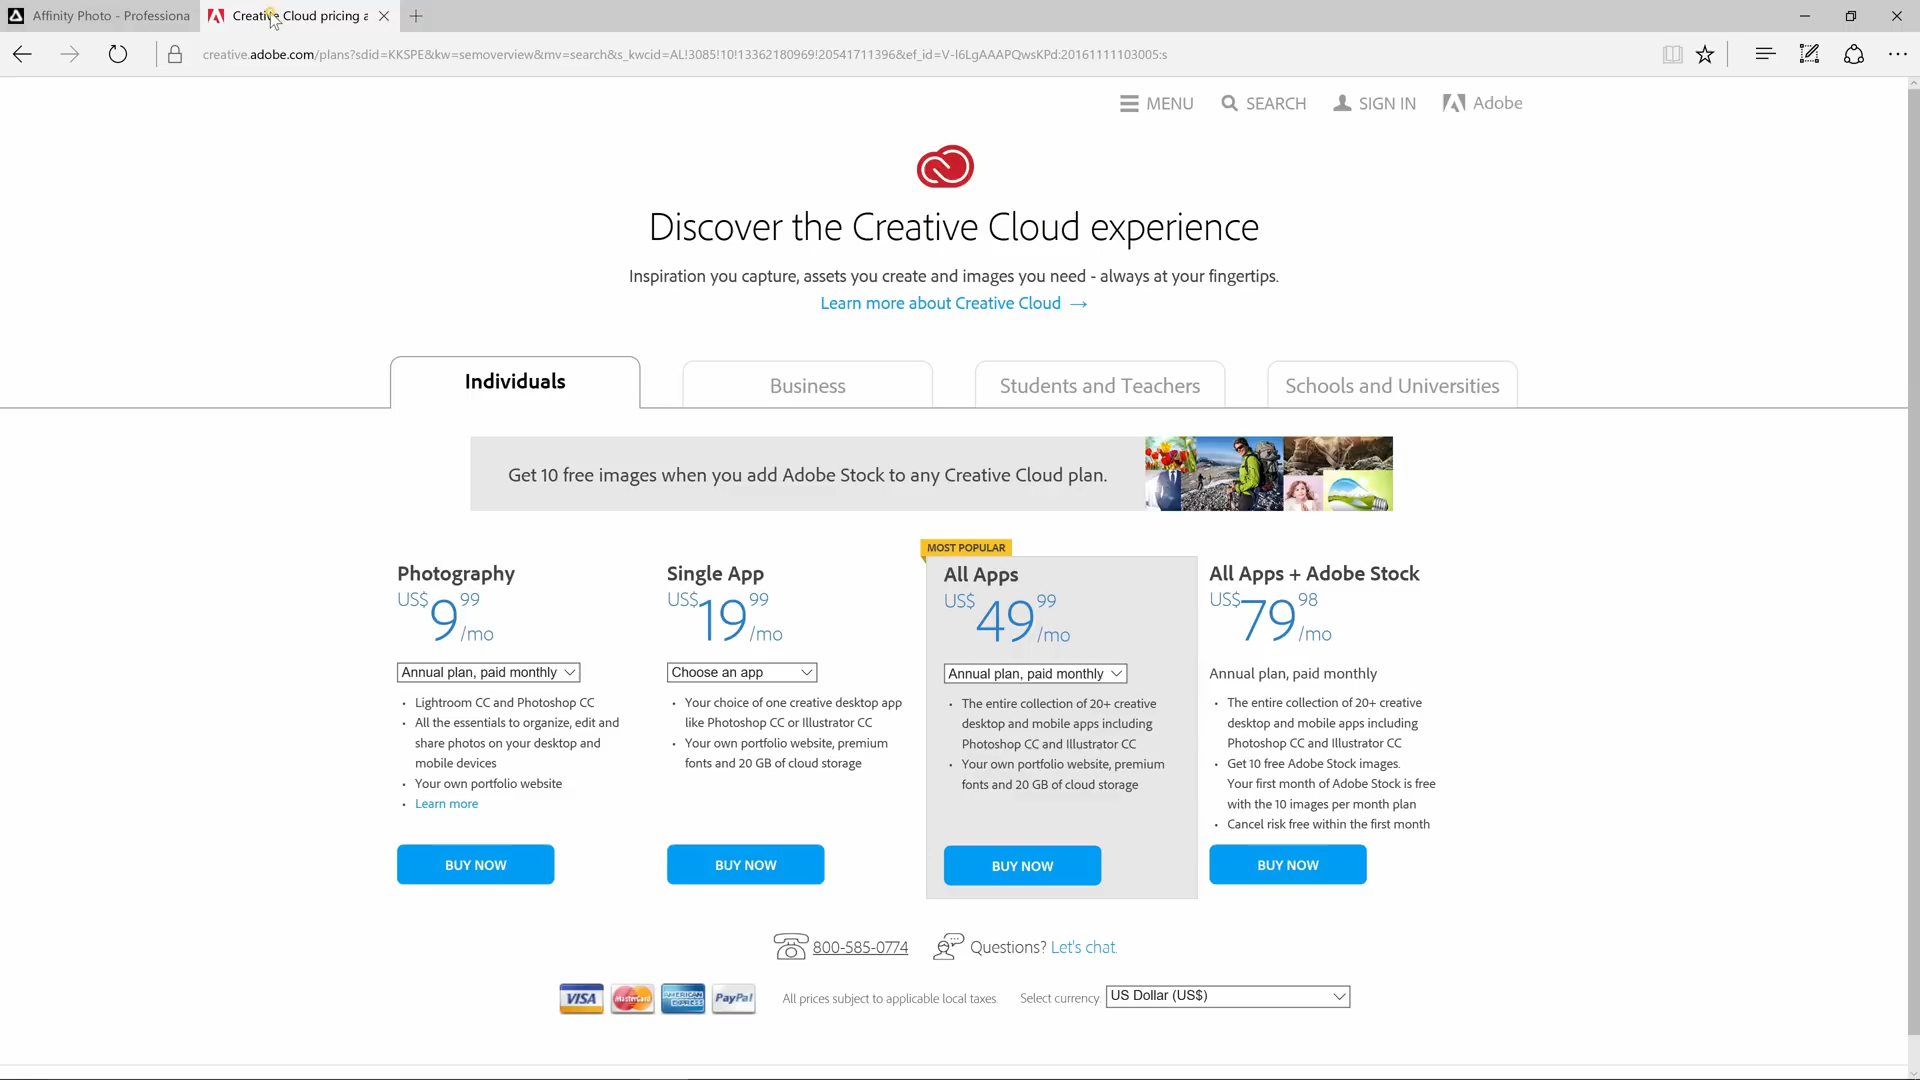 Affinity Photo - Professiona
Creative Cloud pricing a
creative.adobe.com/plans?sdid=KKSPE&kw=semoverview&mv=search&s_kwcid=AL!3085!10!13362180969!20541711396&ef_id=V-I6LgAAAPQwsKPd:20161111103005:s
MENU SEARCH SIGN IN Adobe
Discover the Creative Cloud experience
Inspiration you capture, assets you create and images you need - always at your fingertips.
Learn more about Creative Cloud →
Individuals
Business
Students and Teachers
Schools and Universities
Get 10 free images when you add Adobe Stock to any Creative Cloud plan.
Photography
US$ 9 99 /mo
Annual plan, paid monthly
• Lightroom CC and Photoshop CC
• All the essentials to organize, edit and
share photos on your desktop and
mobile devices
• Your own portfolio website
• Learn more
BUY NOW
Single App
US$ 19 99 /mo
Choose an app
• Your choice of one creative desktop app
like Photoshop CC or Illustrator CC
• Your own portfolio website, premium
fonts and 20 GB of cloud storage
BUY NOW
MOST POPULAR
All Apps
US$ 49 99 /mo
Annual plan, paid monthly
• The entire collection of 20+ creative
desktop and mobile apps including
Photoshop CC and Illustrator CC
• Your own portfolio website, premium
fonts and 20 GB of cloud storage
BUY NOW
All Apps + Adobe Stock
US$ 79 98 /mo
Annual plan, paid monthly
• The entire collection of 20+ creative
desktop and mobile apps including
Photoshop CC and Illustrator CC
• Get 10 free Adobe Stock images.
Your first month of Adobe Stock is free
with the 10 images per month plan
• Cancel risk free within the first month
BUY NOW
800-585-0774
Questions? Let's chat.
VISA MasterCard AMERICAN EXPRESS PayPal
All prices subject to applicable local taxes.
Select currency: US Dollar (US$)